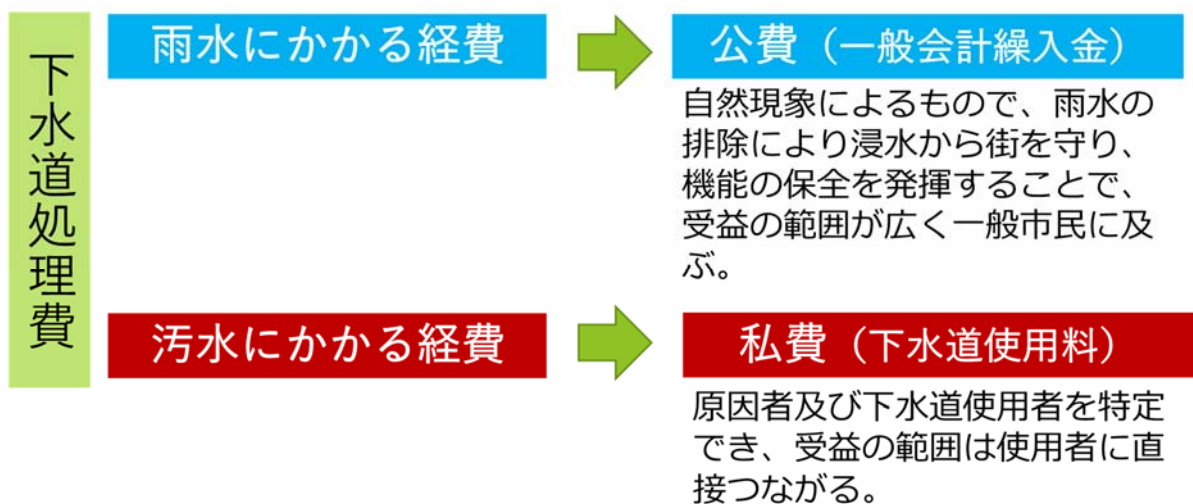 下水道処理費
雨水にかかる経費
公費（一般会計繰入金）
自然現象によるもので、雨水の
排除により浸水から街を守り、
機能の保全を発揮することで、
受益の範囲が広く一般市民に及
ぶ。
汚水にかかる経費
私費（下水道使用料）
原因者及び下水道使用者を特定
でき、受益の範囲は使用者に直
接つながる。